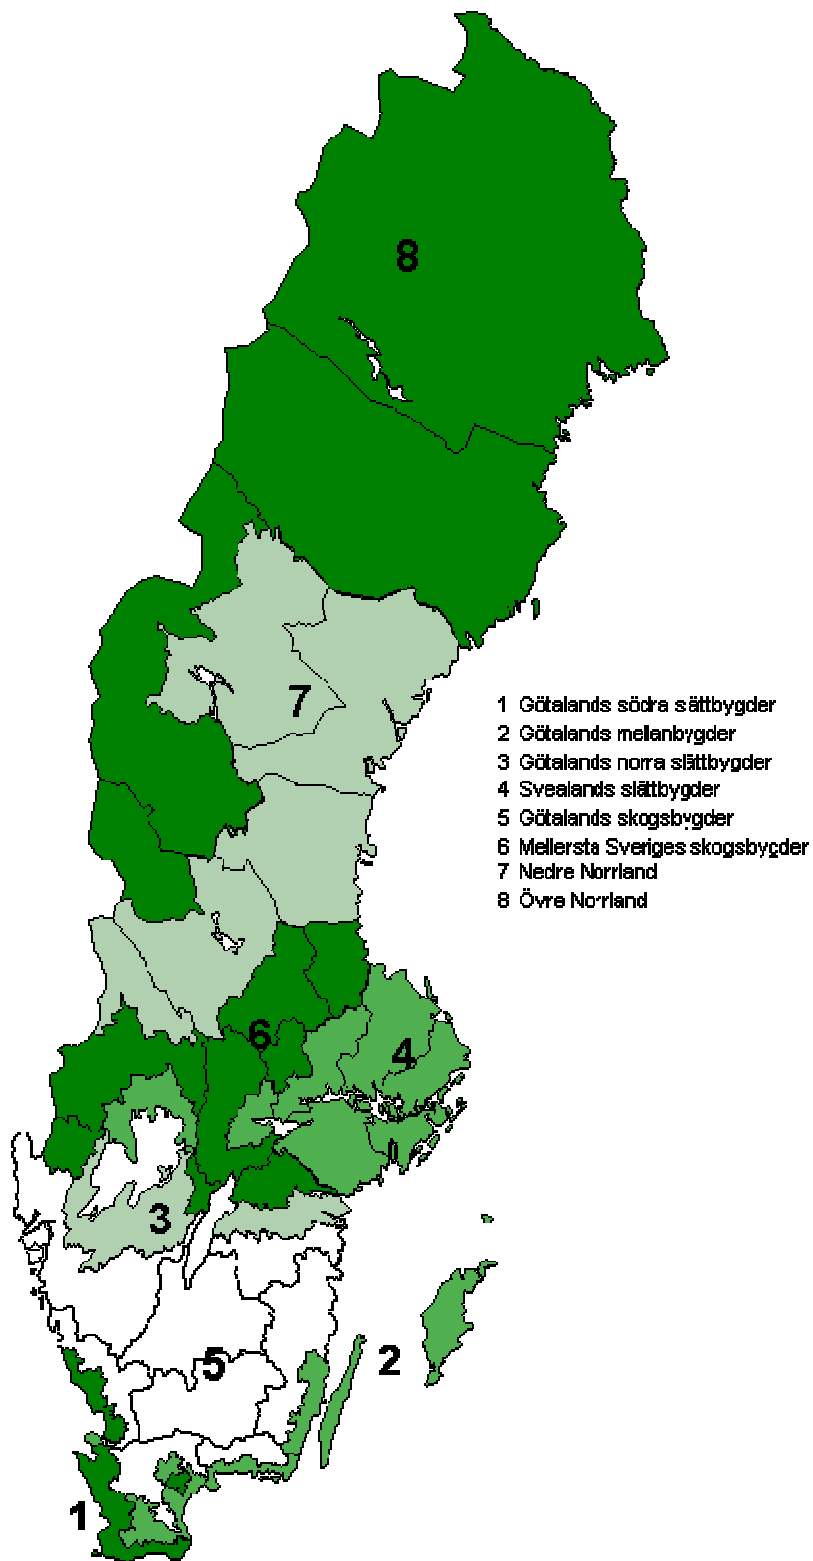 8
7
1 Götalands södra sättbygder
2 Götalands mellanbygder
3 Götalands norra slättbygder
4 Svealands slättbygder
5 Götalands skogsbygder
6 Mellersta Sveriges skogsbygder
7 Nedre Norrland
8 Övre Norrland
6
4
3
5
2
1